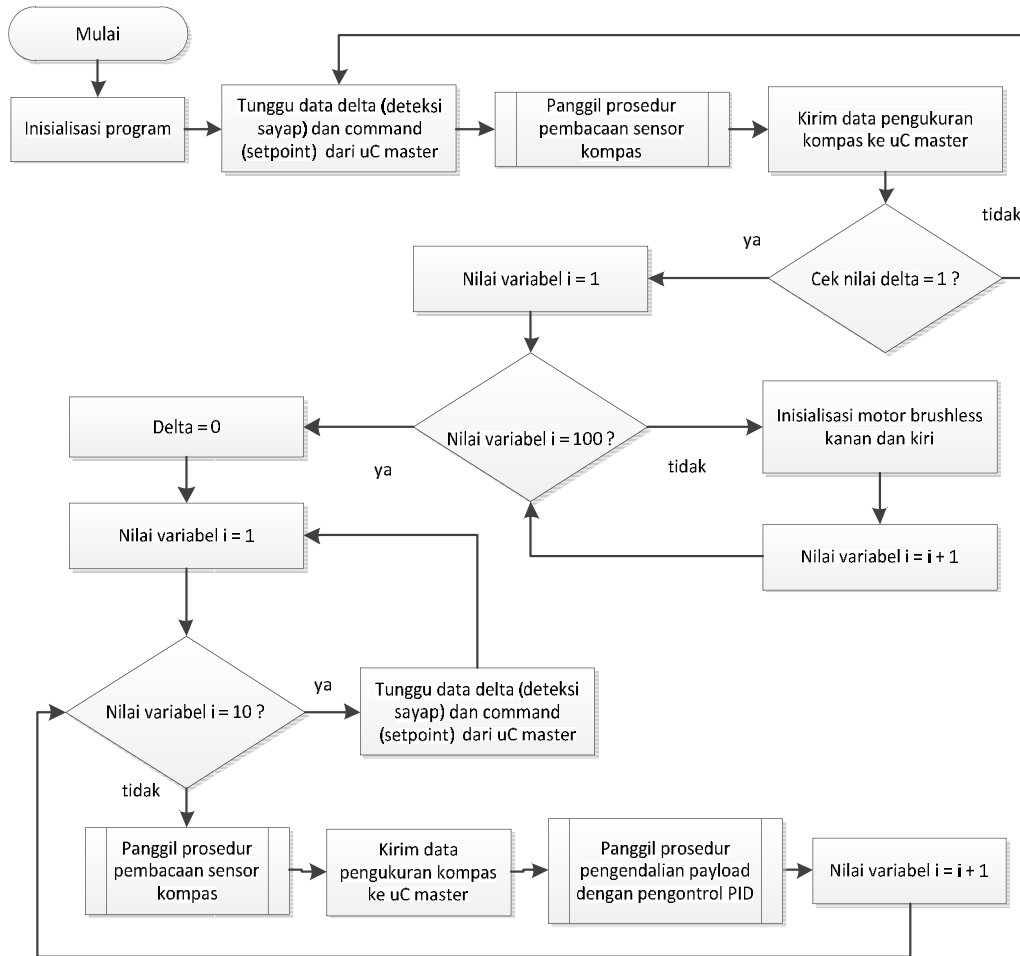 Mulai
Inisialisasi program
Tunggu data delta (deteksi
sayap) dan command
(setpoint) dari uC master
Panggil prosedur
pembacaan sensor
kompas
Kirim data pengukuran
kompas ke uC master
tidak
ya
Cek nilai delta = 1 ?
Nilai variabel i = 1
Nilai variabel i = 100 ?
tidak
ya
Inisialisasi motor brushless
kanan dan kiri
Nilai variabel i = i + 1
Delta = 0
Nilai variabel i = 1
Nilai variabel i = 10 ?
ya
Tunggu data delta (deteksi
sayap) dan command
(setpoint) dari uC master
tidak
Panggil prosedur
pembacaan sensor
kompas
Kirim data
pengukuran kompas
ke uC master
Panggil prosedur
pengendalian payload
dengan pengontrol PID
Nilai variabel i = i + 1